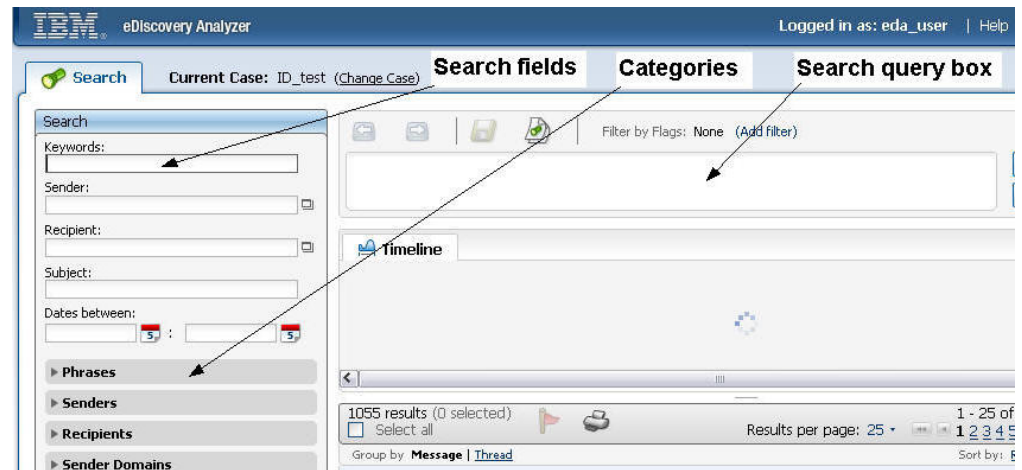 IBM® eDiscovery Analyzer Logged in as: eda_user | Help
Search Current Case: ID_test (Change Case) Search fields Categories Search query box
Search
Keywords:
Filter by Flags: None (Add filter)
Sender:
Recipient:
Timeline
Subject:
Dates between:
5 : 5
Phrases
Senders
1055 results (0 selected) 1 - 25 of
Select all Results per page: 25 1 2 3 4 5
Recipients
Group by Message | Thread Sort by:
Sender Domains